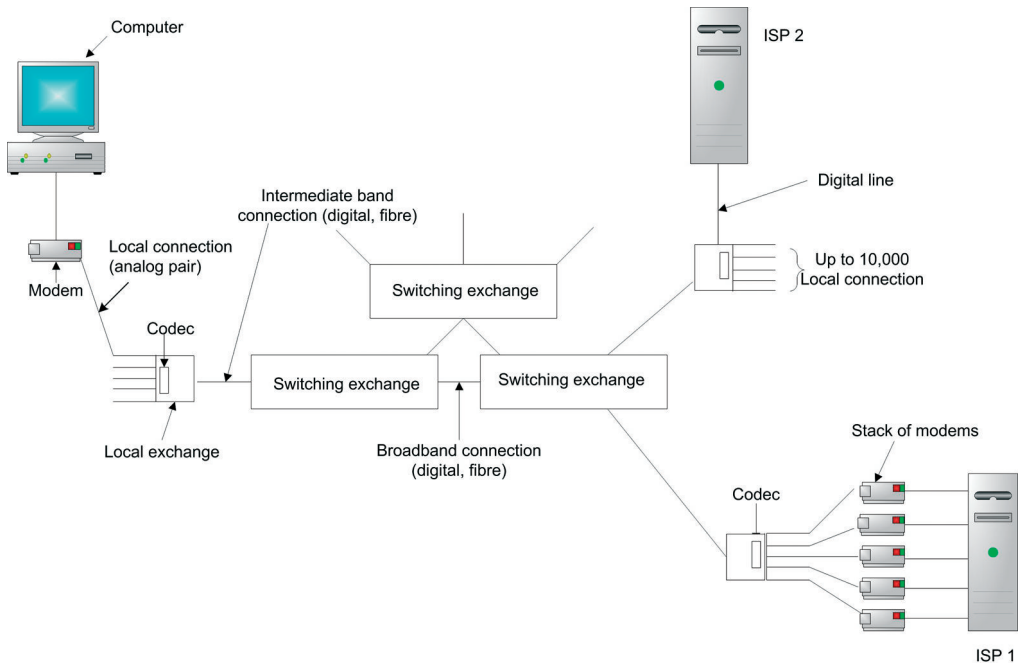 Computer
ISP 2
Digital line
Intermediate band
connection (digital, fibre)
Local connection
(analog pair)
Modem
Up to 10,000
Local connection
Switching exchange
Codec
Switching exchange
Switching exchange
Local exchange
Broadband connection
(digital, fibre)
Stack of modems
Codec
ISP 1